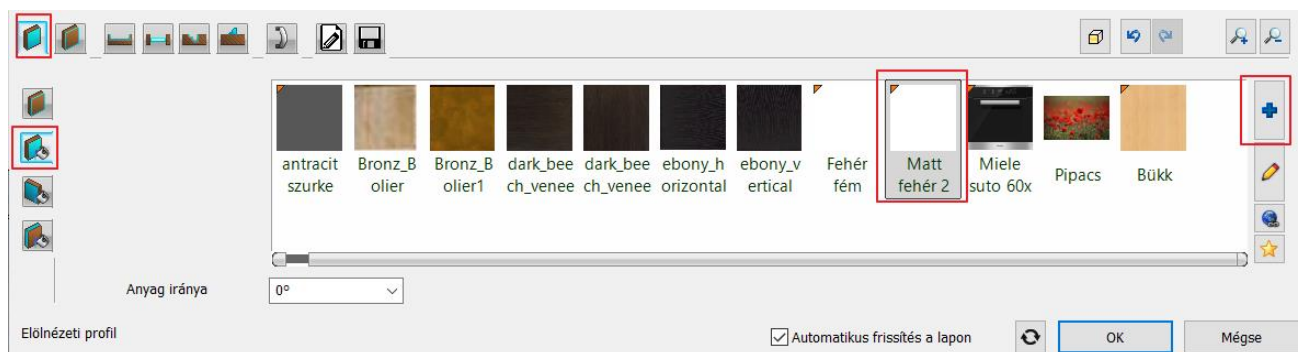 antracit szurke
Bronz_B olier
Bronz_B olier1
dark_bee ch_venee
dark_bee ch_venee
ebony_h orizontal
ebony_v ertical
Fehér fém
Matt fehér 2
Miele suto 60x
Pipacs
Bükk
Anyag iránya
0°
Elölnézeti profil
Automatikus frissítés a lapon
OK
Mégse